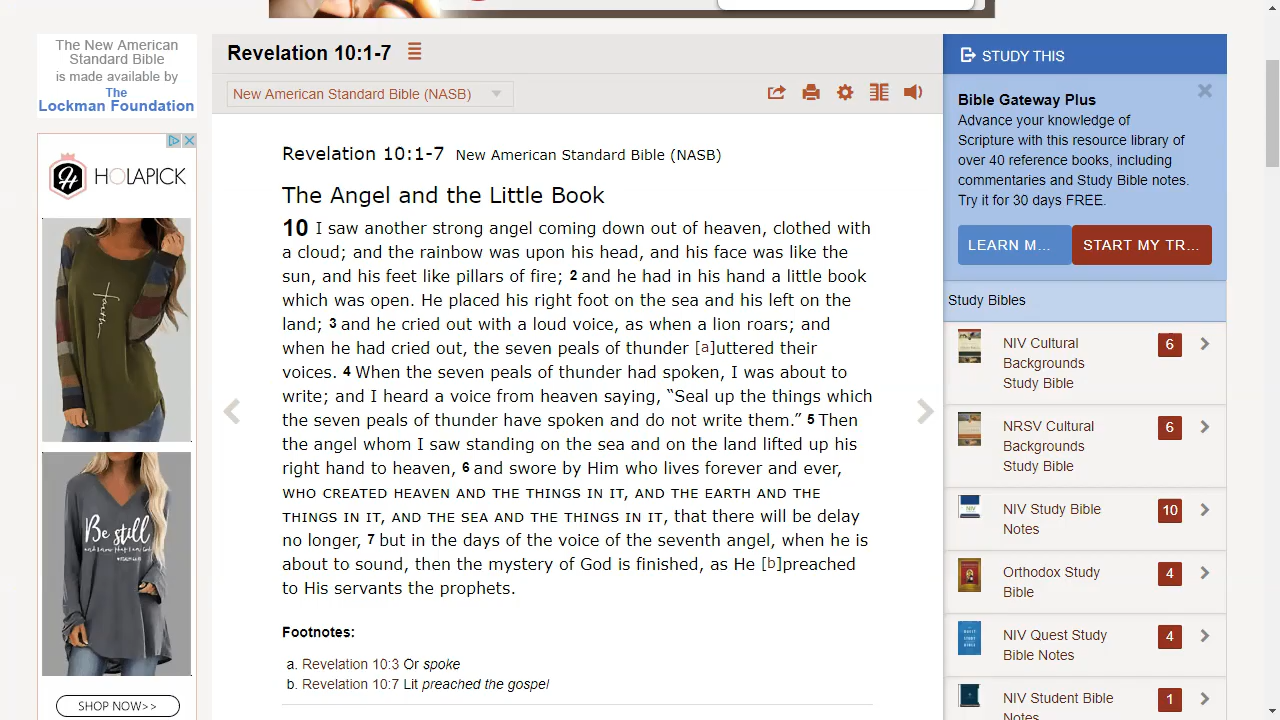 The New American
Standard Bible
is made available by
The
Lockman Foundation
HOLAPICK
faith
Be still
and know that I am God
SHOP NOW>>
Revelation 10:1-7
New American Standard Bible (NASB)
Revelation 10:1-7 New American Standard Bible (NASB)
The Angel and the Little Book
10 I saw another strong angel coming down out of heaven, clothed with
a cloud; and the rainbow was upon his head, and his face was like the
sun, and his feet like pillars of fire; 2 and he had in his hand a little book
which was open. He placed his right foot on the sea and his left on the
land; 3 and he cried out with a loud voice, as when a lion roars; and
when he had cried out, the seven peals of thunder [a]uttered their
voices. 4 When the seven peals of thunder had spoken, I was about to
write; and I heard a voice from heaven saying, “Seal up the things which
the seven peals of thunder have spoken and do not write them.” 5 Then
the angel whom I saw standing on the sea and on the land lifted up his
right hand to heaven, 6 and swore by Him who lives forever and ever,
WHO CREATED HEAVEN AND THE THINGS IN IT, AND THE EARTH AND THE
THINGS IN IT, AND THE SEA AND THE THINGS IN IT, that there will be delay
no longer, 7 but in the days of the voice of the seventh angel, when he is
about to sound, then the mystery of God is finished, as He [b]preached
to His servants the prophets.
Footnotes:
a. Revelation 10:3 Or spoke
b. Revelation 10:7 Lit preached the gospel
STUDY THIS
Bible Gateway Plus
Advance your knowledge of
Scripture with this resource library of
over 40 reference books, including
commentaries and Study Bible notes.
Try it for 30 days FREE.
LEARN M... START MY TR...
Study Bibles
NIV Cultural 6
Backgrounds
Study Bible
NRSV Cultural 6
Backgrounds
Study Bible
NIV Study Bible 10
Notes
Orthodox Study 4
Bible
NIV Quest Study 4
Bible Notes
NIV Student Bible 1
Notes